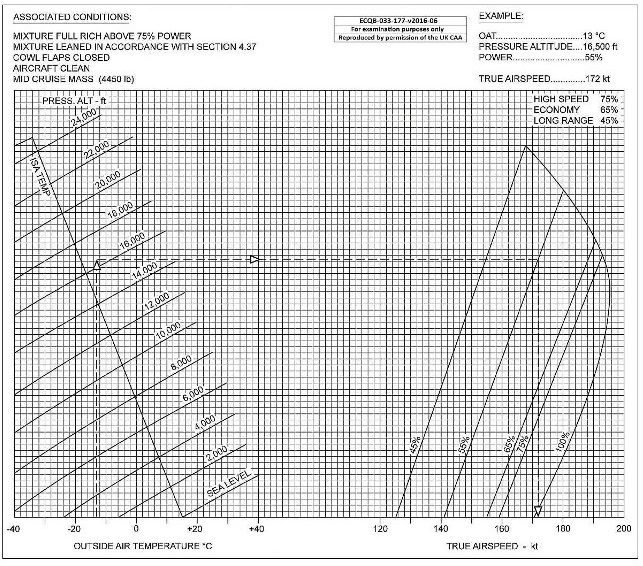 ASSOCIATED CONDITIONS:
MIXTURE FULL RICH ABOVE 75% POWER
MIXTURE LEANED IN ACCORDANCE WITH SECTION 4.37
COWL FLAPS CLOSED
AIRCRAFT CLEAN
MID CRUISE MASS (4450 lb)
ECQB-033-177-v2016-06
For examination purposes only
Reproduced by permission of the UK CAA
EXAMPLE:
OAT..............................13 °C
PRESSURE ALTITUDE....16,500 ft
POWER.........................55%
TRUE AIRSPEED.............172 kt
PRESS. ALT - ft
HIGH SPEED 75%
ECONOMY 65%
LONG RANGE 45%
ISA TEMP
24,000
22,000
20,000
18,000
16,000
14,000
12,000
10,000
8,000
6,000
4,000
2,000
SEA LEVEL
45%
55%
65%
75%
100%
-40 -20 0 +20 +40 120 140 160 180 200
OUTSIDE AIR TEMPERATURE °C
TRUE AIRSPEED - kt